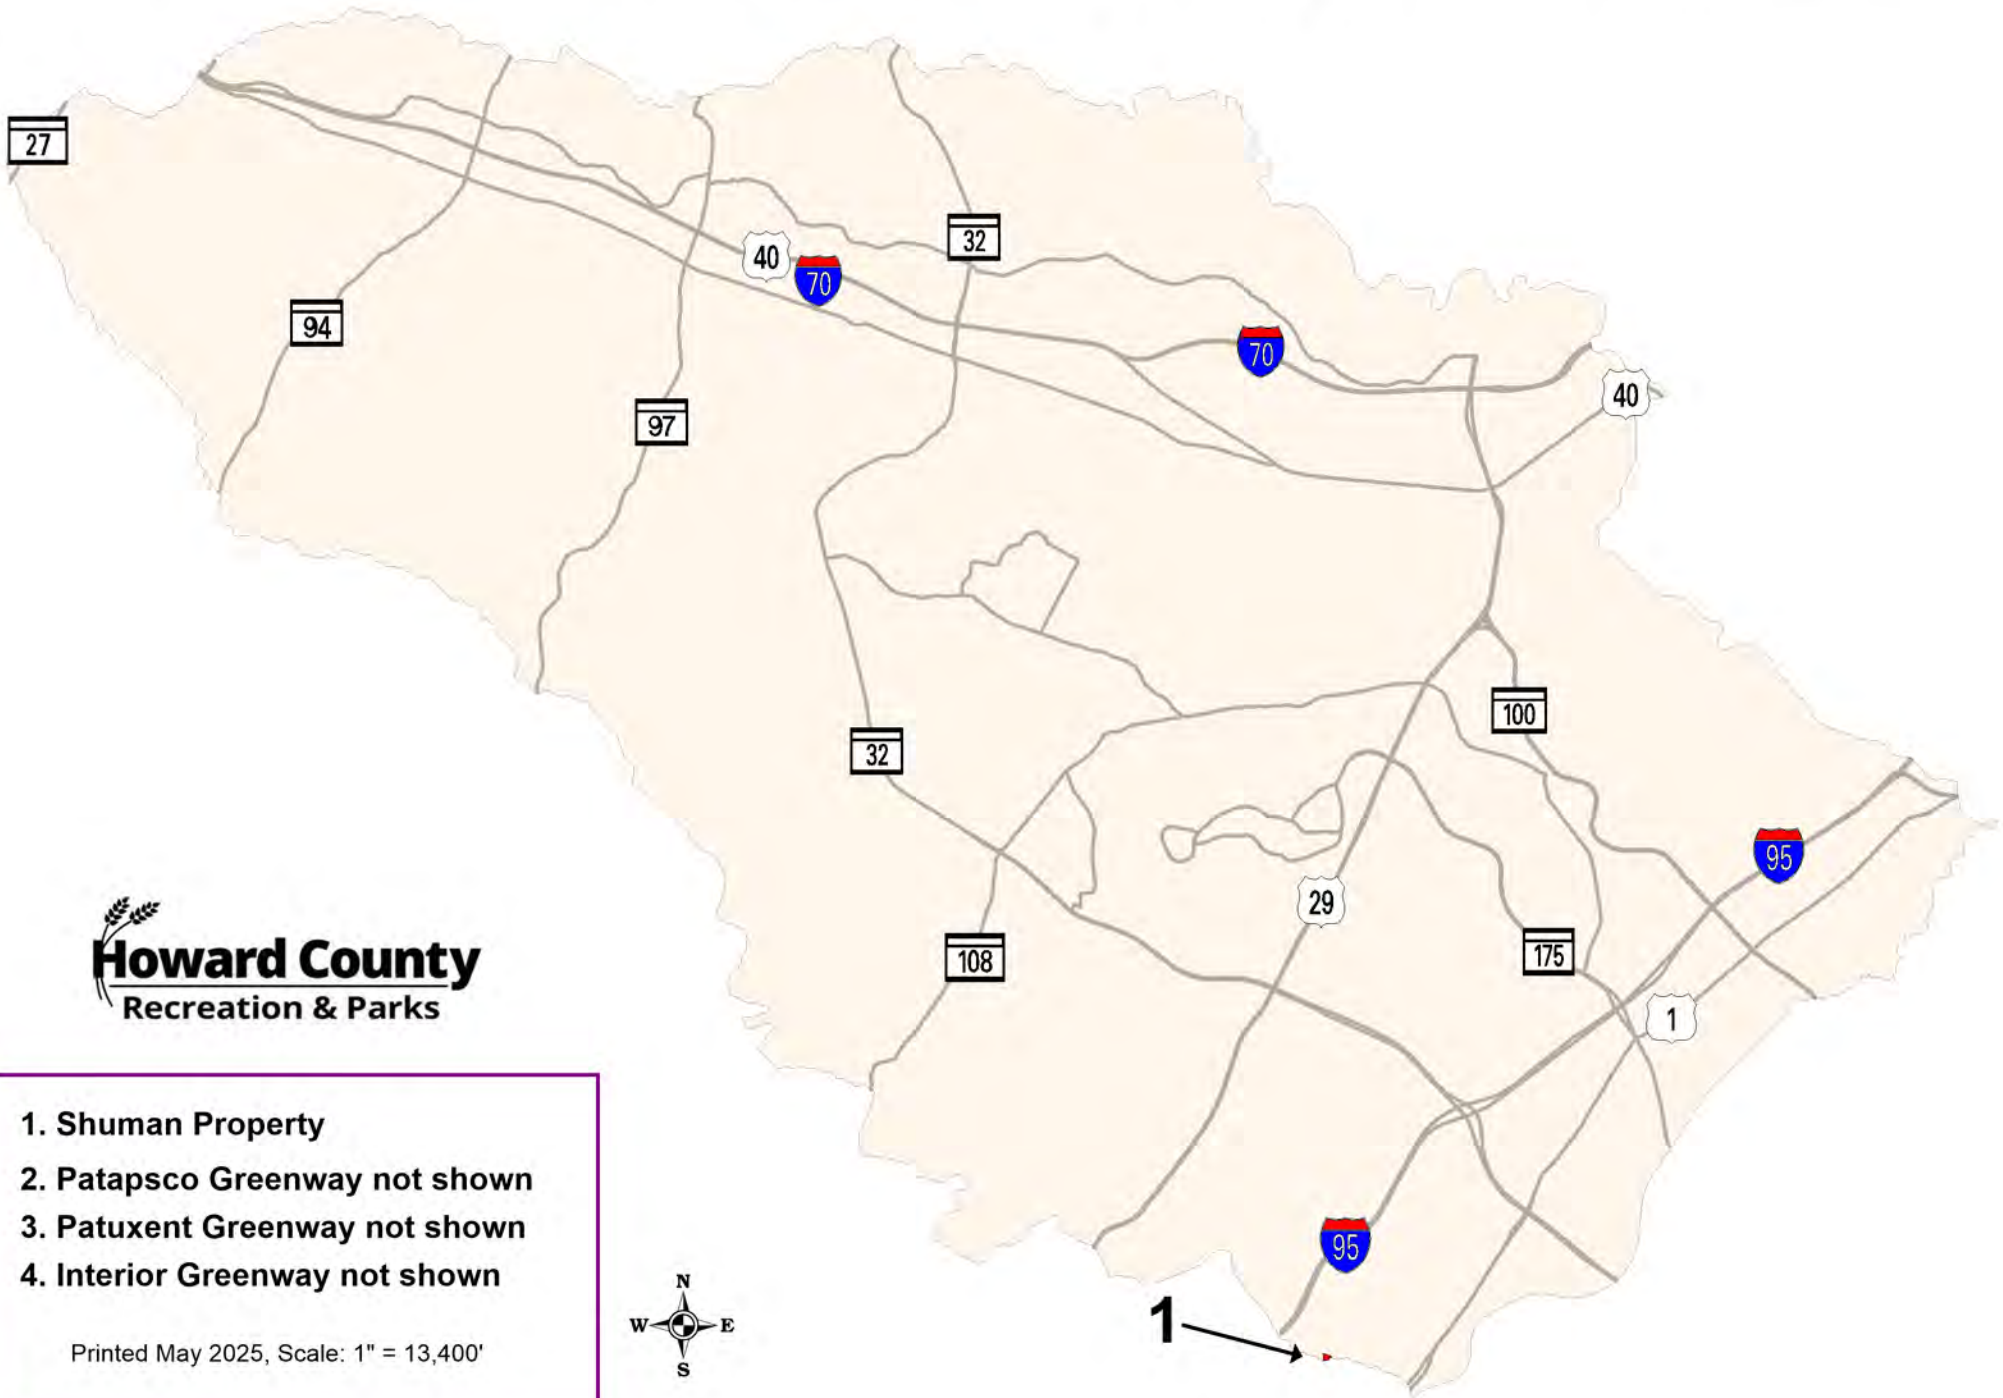 27
40
70
32
94
70
40
97
100
32
95
29
108
175
1
Howard County
Recreation & Parks
1. Shuman Property
2. Patapsco Greenway not shown
3. Patuxent Greenway not shown
4. Interior Greenway not shown
Printed May 2025, Scale: 1" = 13,400'
N
W E
S
95
1